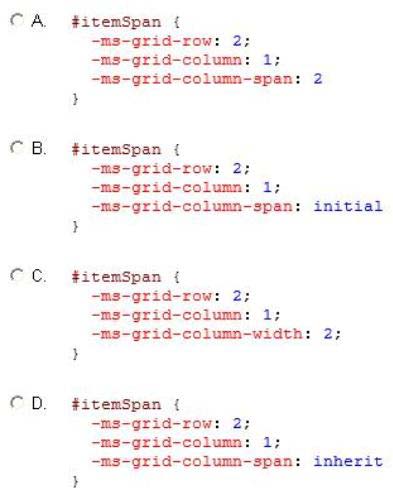 A. #itemSpan {
-ms-grid-row: 2;
-ms-grid-column: 1;
-ms-grid-column-span: 2
}
B. #itemSpan {
-ms-grid-row: 2;
-ms-grid-column: 1;
-ms-grid-column-span: initial
}
C. #itemSpan {
-ms-grid-row: 2;
-ms-grid-column: 1;
-ms-grid-column-width: 2;
}
D. #itemSpan {
-ms-grid-row: 2;
-ms-grid-column: 1;
-ms-grid-column-span: inherit
}